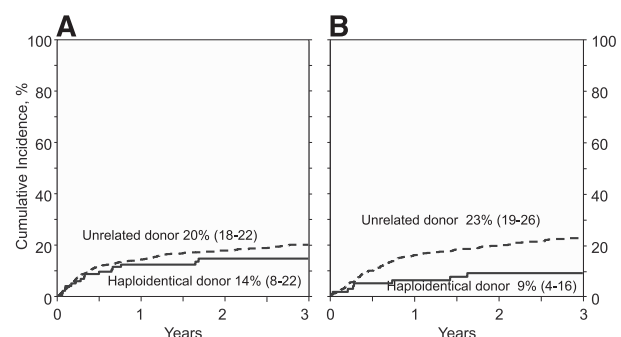 A
B
Cumulative Incidence, %
100
80
60
40
20
0
Unrelated donor 20% (18-22)
Haploidentical donor 14% (8-22)
0
1
2
3
Years
Unrelated donor 23% (19-26)
Haploidentical donor 9% (4-16)
100
80
60
40
20
0
0
1
2
3
Years